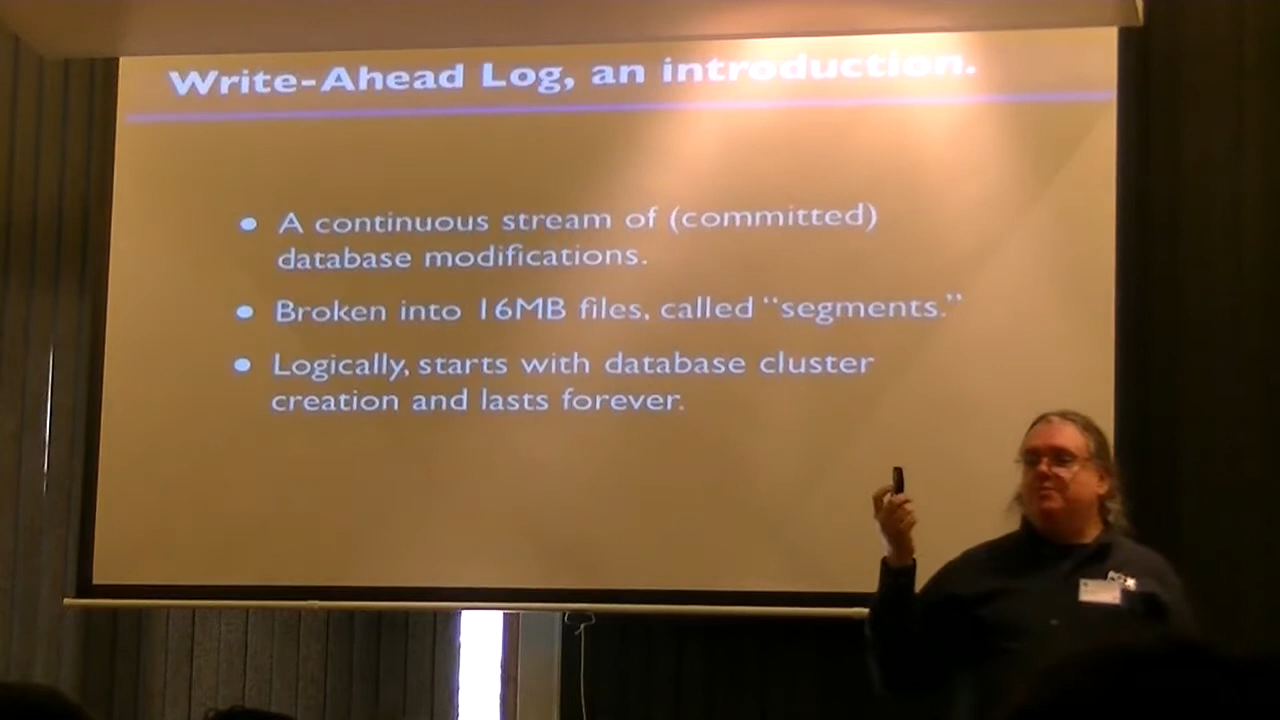 Write-Ahead Log, an introduction.
• A continuous stream of (committed)
database modifications.
• Broken into 16MB files, called “segments.”
• Logically, starts with database cluster
creation and lasts forever.